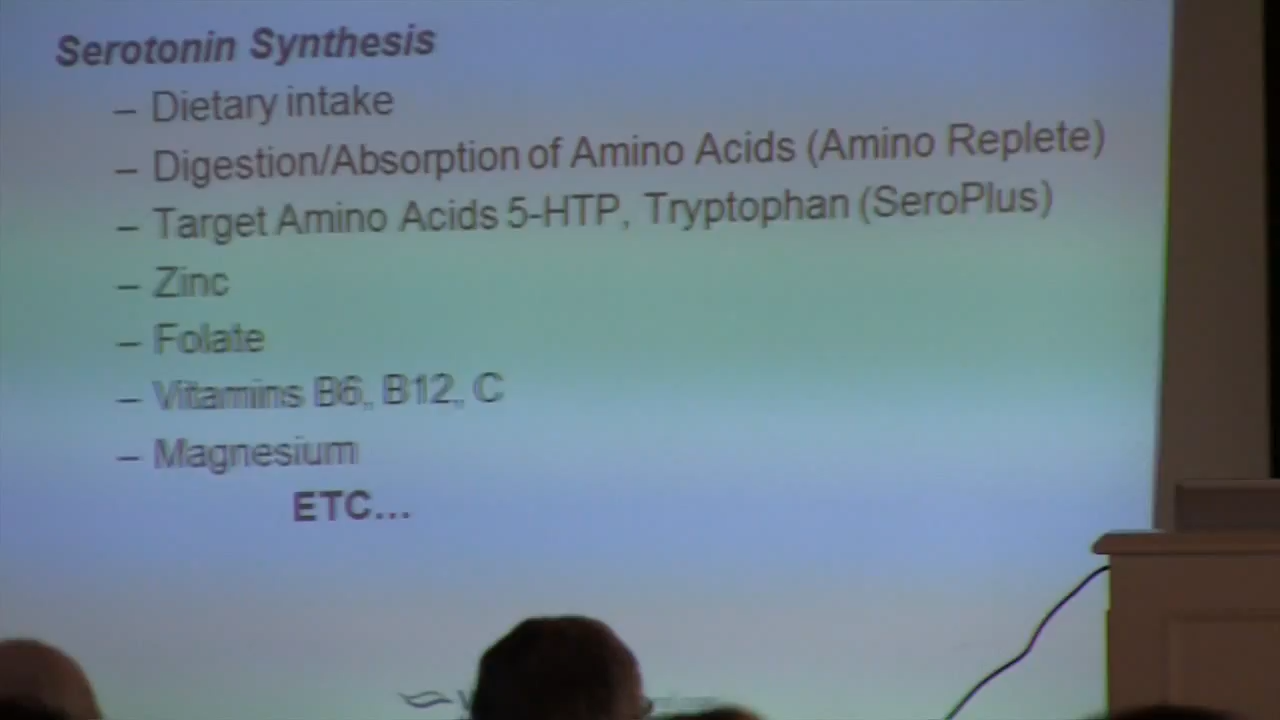 Serotonin Synthesis
– Dietary intake
– Digestion/Absorption of Amino Acids (Amino Replete)
– Target Amino Acids 5-HTP, Tryptophan (SeroPlus)
– Zinc
– Folate
– Vitamins B6, B12, C
– Magnesium
ETC...